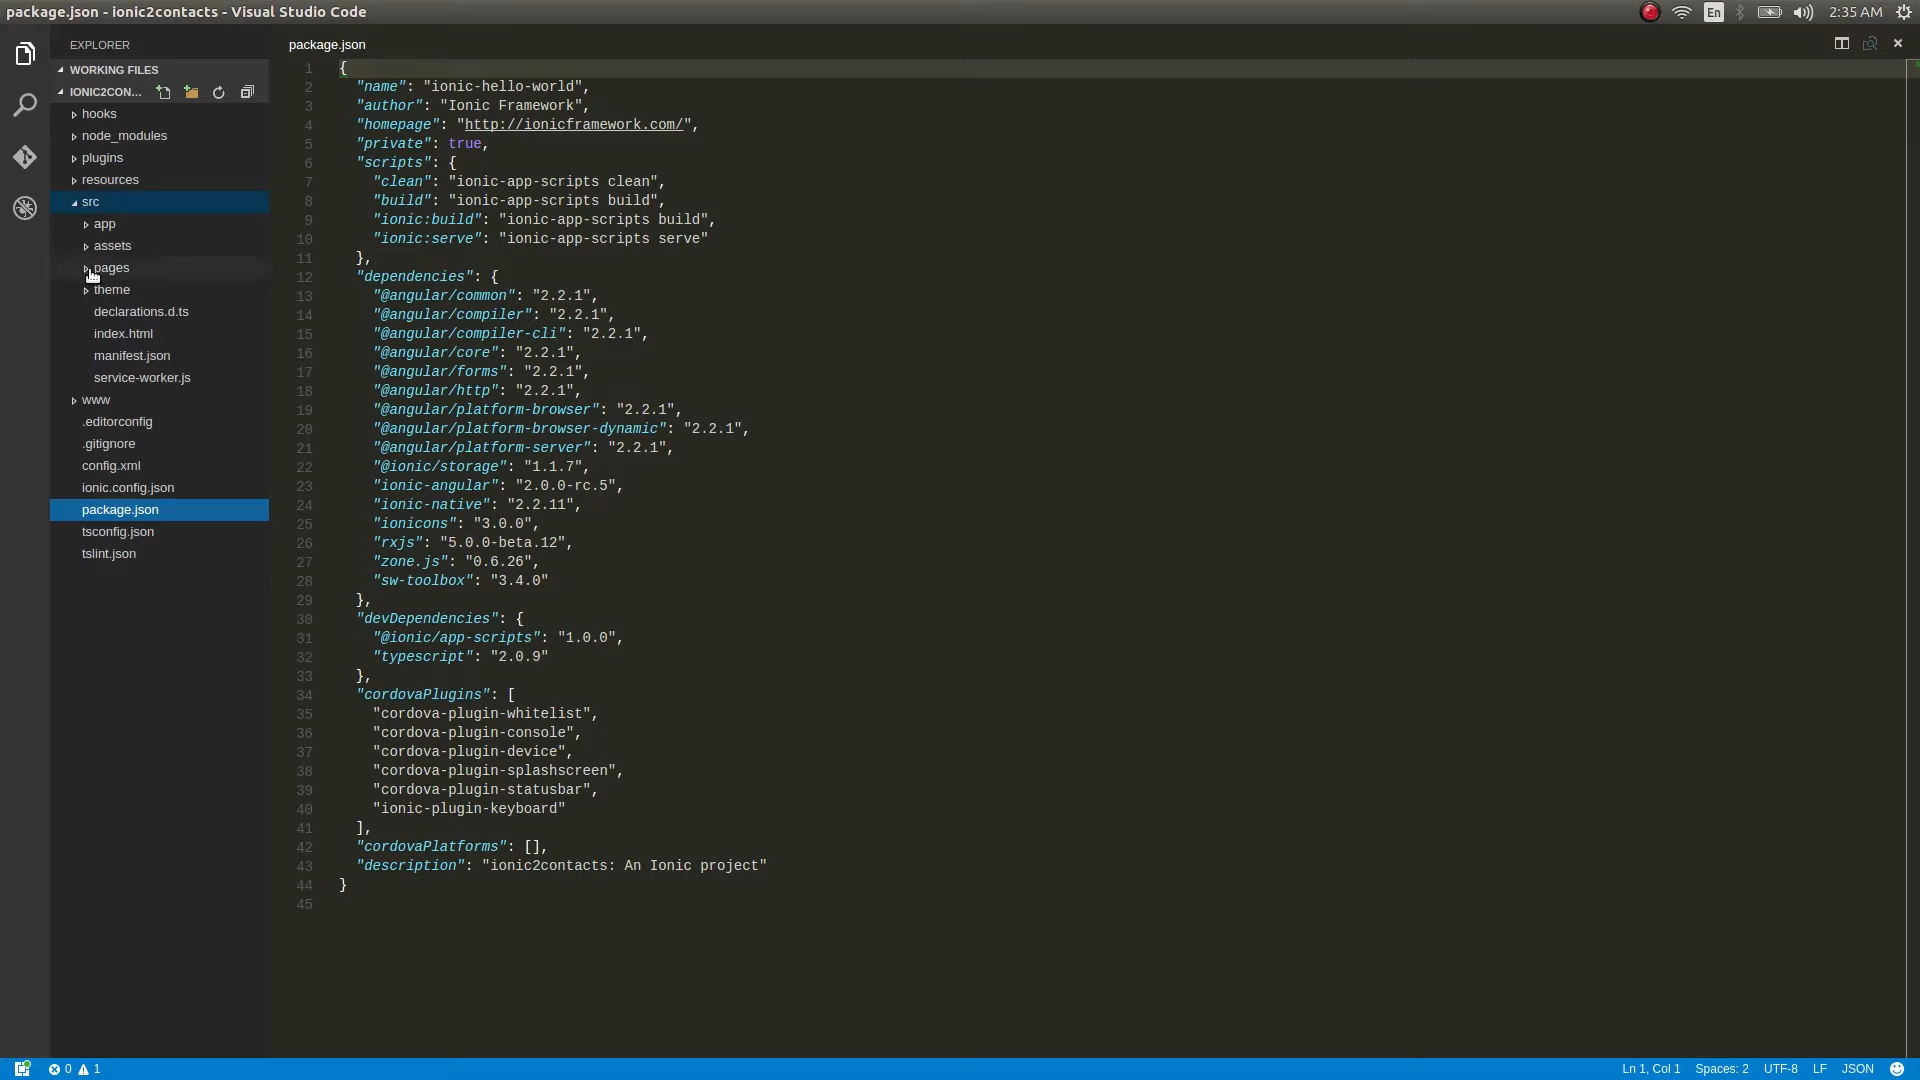 package.json - ionic2contacts - Visual Studio Code
En
2:35 AM
EXPLORER
WORKING FILES
IONIC2CON...
hooks
node_modules
plugins
resources
src
app
assets
pages
theme
declarations.d.ts
index.html
manifest.json
service-worker.js
www
.editorconfig
.gitignore
config.xml
ionic.config.json
package.json
tsconfig.json
tslint.json
package.json
1 {
2 "name": "ionic-hello-world",
3 "author": "Ionic Framework",
4 "homepage": "http://ionicframework.com/",
5 "private": true,
6 "scripts": {
7 "clean": "ionic-app-scripts clean",
8 "build": "ionic-app-scripts build",
9 "ionic:build": "ionic-app-scripts build",
10 "ionic:serve": "ionic-app-scripts serve"
11 },
12 "dependencies": {
13 "@angular/common": "2.2.1",
14 "@angular/compiler": "2.2.1",
15 "@angular/compiler-cli": "2.2.1",
16 "@angular/core": "2.2.1",
17 "@angular/forms": "2.2.1",
18 "@angular/http": "2.2.1",
19 "@angular/platform-browser": "2.2.1",
20 "@angular/platform-browser-dynamic": "2.2.1",
21 "@angular/platform-server": "2.2.1",
22 "@ionic/storage": "1.1.7",
23 "ionic-angular": "2.0.0-rc.5",
24 "ionic-native": "2.2.11",
25 "ionicons": "3.0.0",
26 "rxjs": "5.0.0-beta.12",
27 "zone.js": "0.6.26",
28 "sw-toolbox": "3.4.0"
29 },
30 "devDependencies": {
31 "@ionic/app-scripts": "1.0.0",
32 "typescript": "2.0.9"
33 },
34 "cordovaPlugins": [
35 "cordova-plugin-whitelist",
36 "cordova-plugin-console",
37 "cordova-plugin-device",
38 "cordova-plugin-splashscreen",
39 "cordova-plugin-statusbar",
40 "ionic-plugin-keyboard"
41 ],
42 "cordovaPlatforms": [],
43 "description": "ionic2contacts: An Ionic project"
44 }
45
0 1
Ln 1, Col 1 Spaces: 2 UTF-8 LF JSON